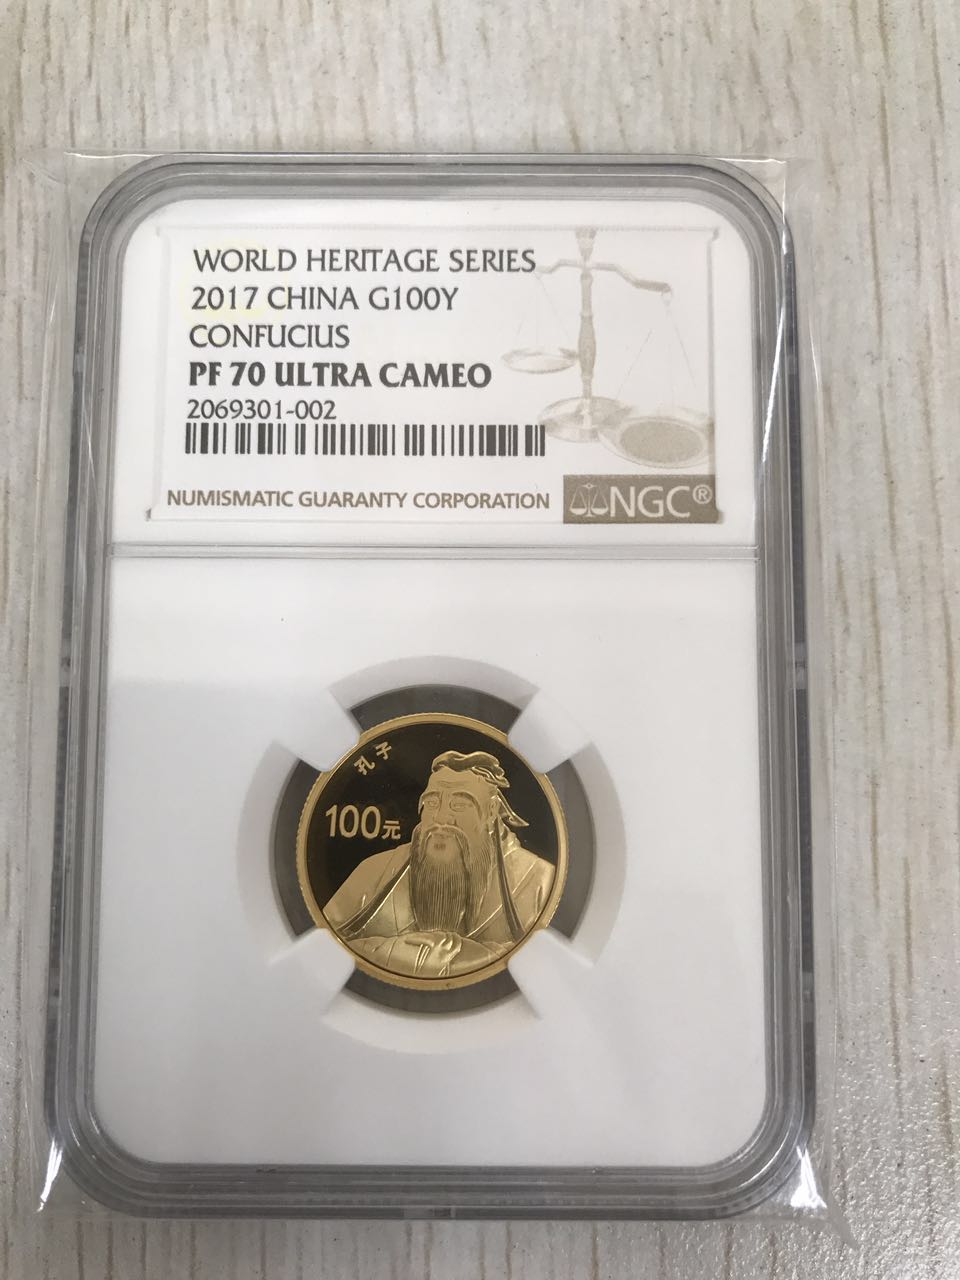 WORLD HERITAGE SERIES
2017 CHINA G100Y
CONFUCIUS
PF 70 ULTRA CAMEO
2069301-002
NUMISMATIC GUARANTY CORPORATION
NGC®
孔子
100元